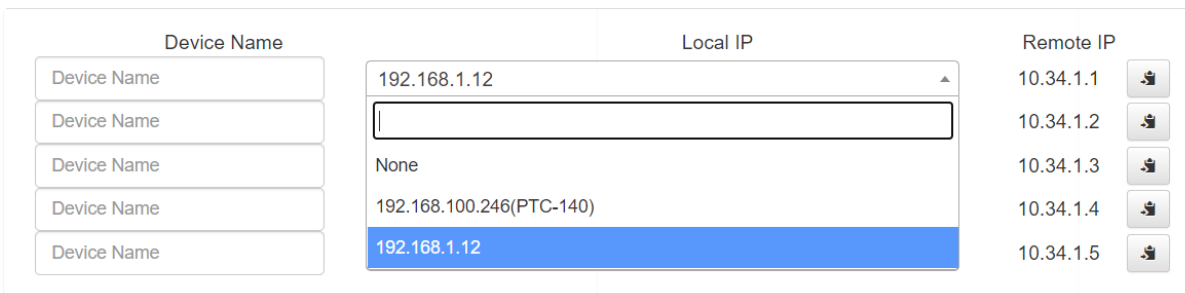 Device Name Local IP Remote IP
Device Name 192.168.1.12 10.34.1.1
Device Name 10.34.1.2
Device Name None 10.34.1.3
Device Name 192.168.100.246(PTC-140) 10.34.1.4
Device Name 192.168.1.12 10.34.1.5